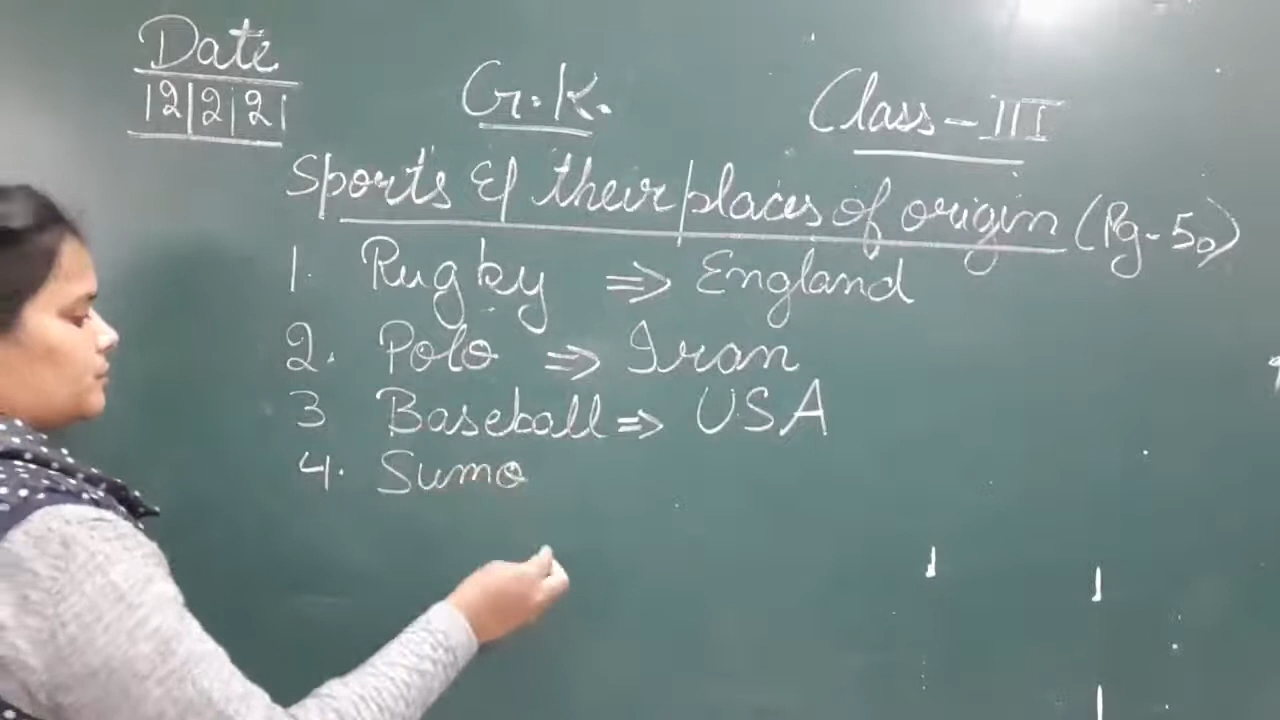 Date
12|2|21
G.K.
Class-III
Sports & their places of origin (Pg-50)
1. Rugby ⇒ England
2. Polo ⇒ Iran
3 Baseball ⇒ USA
4. Sumo